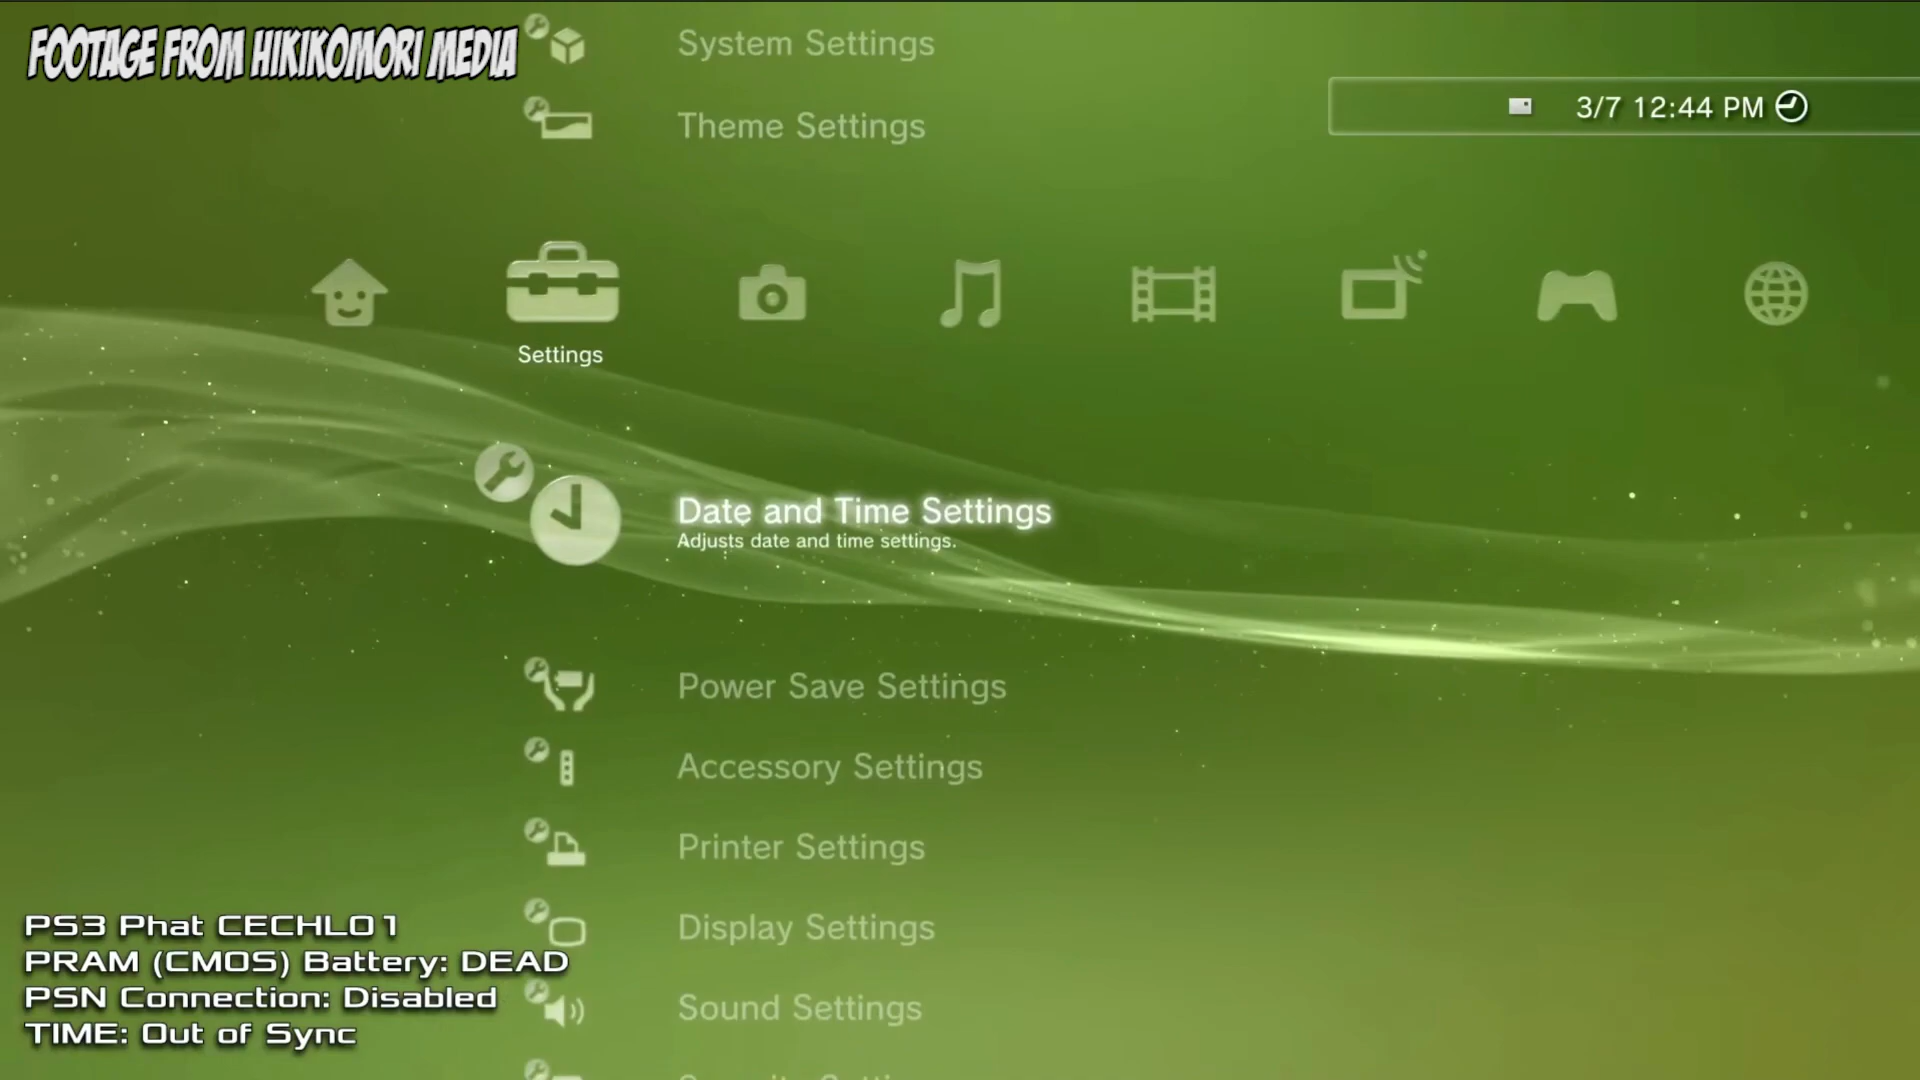 FOOTAGE FROM HIKIKOMORI MEDIA
System Settings
Theme Settings
3/7 12:44 PM
Settings
Date and Time Settings
Adjusts date and time settings.
Power Save Settings
Accessory Settings
Printer Settings
Display Settings
Sound Settings
PS3 Phat CECHL01
PRAM (CMOS) Battery: DEAD
PSN Connection: Disabled
TIME: Out of Sync